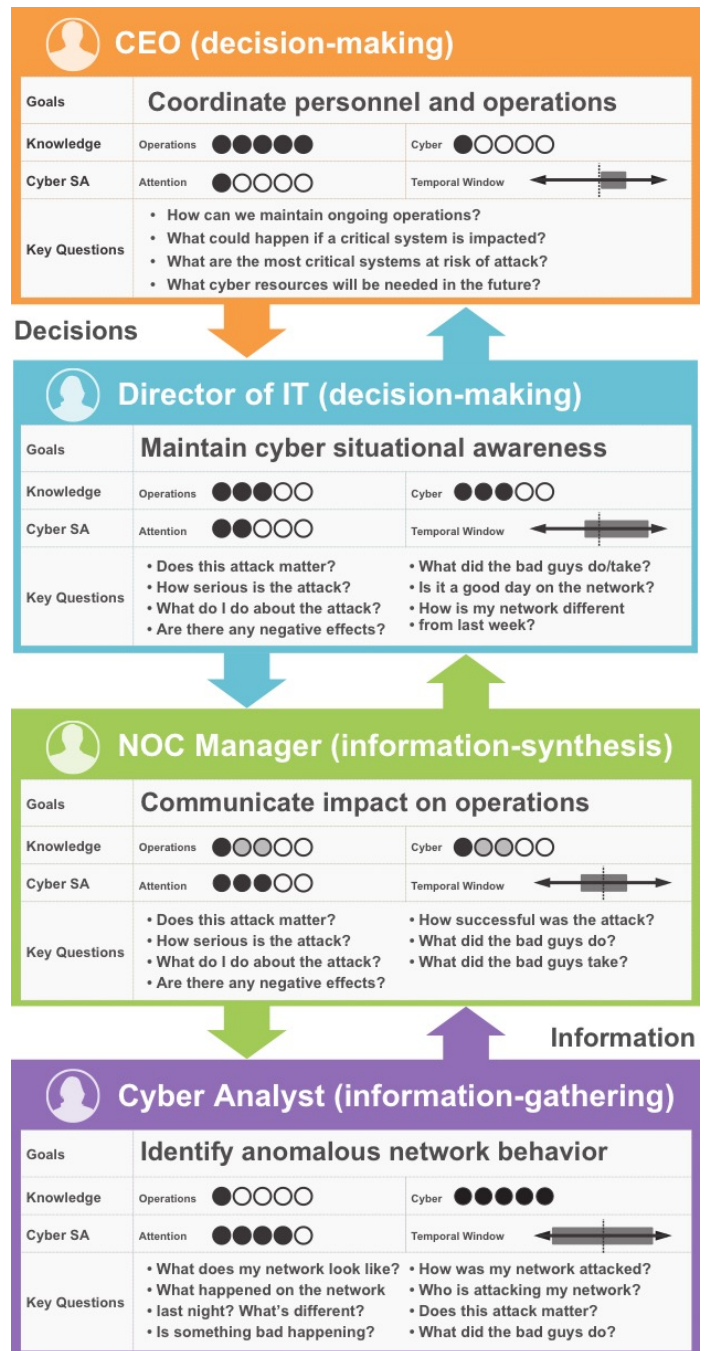 CEO (decision-making)
Goals
Coordinate personnel and operations
Knowledge
Operations
Cyber
Cyber SA
Attention
Temporal Window
Key Questions
• How can we maintain ongoing operations?
• What could happen if a critical system is impacted?
• What are the most critical systems at risk of attack?
• What cyber resources will be needed in the future?
Decisions
Director of IT (decision-making)
Goals
Maintain cyber situational awareness
Knowledge
Operations
Cyber
Cyber SA
Attention
Temporal Window
Key Questions
• Does this attack matter?
• How serious is the attack?
• What do I do about the attack?
• Are there any negative effects?
• What did the bad guys do/take?
• Is it a good day on the network?
• How is my network different
• from last week?
NOC Manager (information-synthesis)
Goals
Communicate impact on operations
Knowledge
Operations
Cyber
Cyber SA
Attention
Temporal Window
Key Questions
• Does this attack matter?
• How serious is the attack?
• What do I do about the attack?
• Are there any negative effects?
• How successful was the attack?
• What did the bad guys do?
• What did the bad guys take?
Information
Cyber Analyst (information-gathering)
Goals
Identify anomalous network behavior
Knowledge
Operations
Cyber
Cyber SA
Attention
Temporal Window
Key Questions
• What does my network look like?
• What happened on the network
• last night? What's different?
• Is something bad happening?
• How was my network attacked?
• Who is attacking my network?
• Does this attack matter?
• What did the bad guys do?